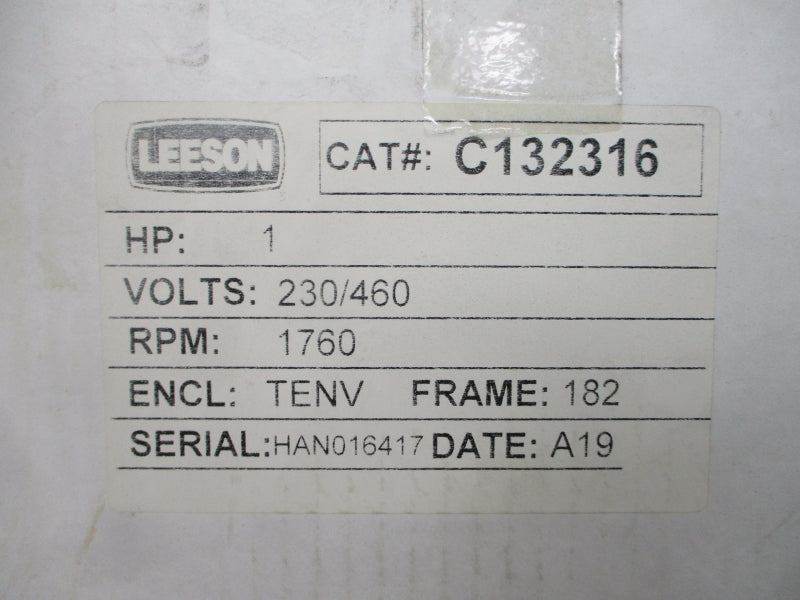 LEESON CAT#: C132316
HP: 1
VOLTS: 230/460
RPM: 1760
ENCL: TENV FRAME: 182
SERIAL: HAN016417 DATE: A19